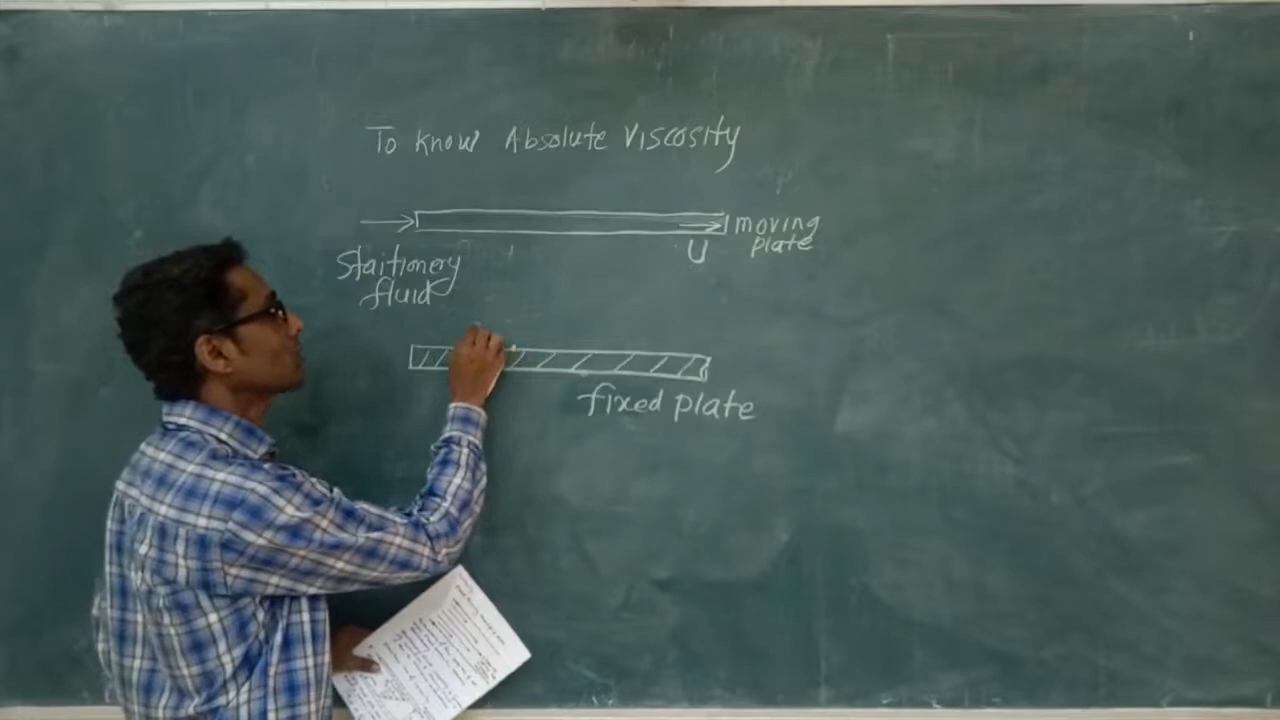 To know Absolute Viscosity
moving
plate
U
Staitionery
fluid
fixed plate